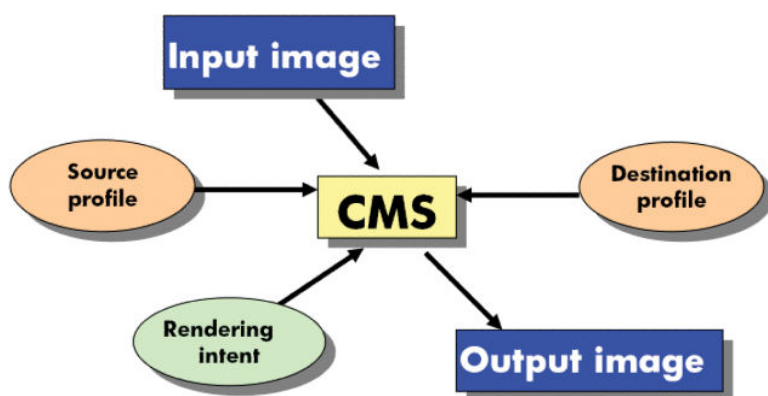 Input image
Source
profile
Destination
profile
CMS
Rendering
intent
Output image